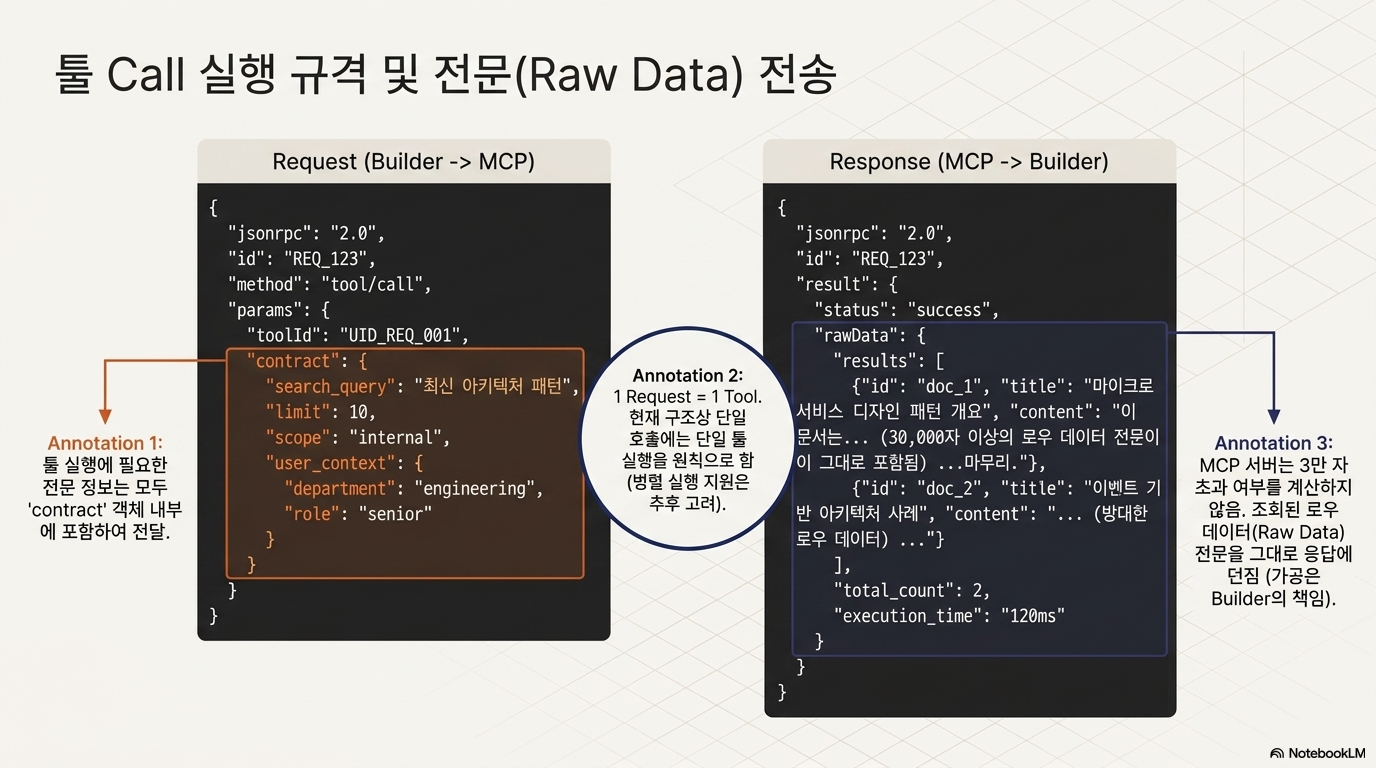 툴 Call 실행 규격 및 전문(Raw Data) 전송
Request (Builder -> MCP)
{
"jsonrpc": "2.0",
"id": "REQ_123",
"method": "tool/call",
"params": {
"toolId": "UID_REQ_001",
"contract": {
"search_query": "최신 아키텍처 패턴",
"limit": 10,
"scope": "internal",
"user_context": {
"department": "engineering",
"role": "senior"
}
}
}
}
Annotation 1:
툴 실행에 필요한
전문 정보는 모두
'contract' 객체 내부
에 포함하여 전달.
Annotation 2:
1 Request = 1 Tool.
현재 구조상 단일
호출에는 단일 툴
실행을 원칙으로 함
(병렬 실행 지원은
추후 고려).
Response (MCP -> Builder)
{
"jsonrpc": "2.0",
"id": "REQ_123",
"result": {
"status": "success",
"rawData": {
"results": [
{"id": "doc_1", "title": "마이크로
서비스 디자인 패턴 개요", "content": "이
문서는... (30,000자 이상의 로우 데이터 전문이
이 그대로 포함됨) ...마무리."},
{"id": "doc_2", "title": "이벤트 기
반 아키텍처 사례", "content": "... (방대한
로우 데이터) ..."}
],
"total_count": 2,
"execution_time": "120ms"
}
}
}
Annotation 3:
MCP 서버는 3만 자
초과 여부를 계산하지
않음. 조회된 로우
데이터(Raw Data)
전문을 그대로 응답에
던짐 (가공은
Builder의 책임).
NotebookLM